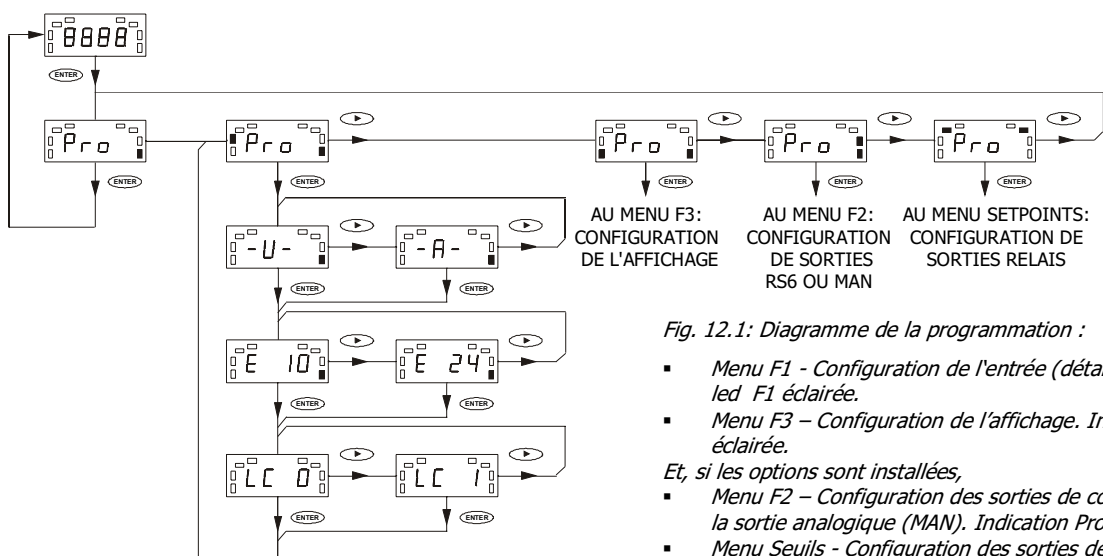 8888
ENTER
Pro
Pro
Pro
Pro
Pro
ENTER
ENTER
ENTER
ENTER
ENTER
AU MENU F3:
CONFIGURATION
DE L'AFFICHAGE
AU MENU F2:
CONFIGURATION
DE SORTIES
RS6 OU MAN
AU MENU SETPOINTS:
CONFIGURATION DE
SORTIES RELAIS
-U-
-A-
ENTER
ENTER
E 10
E 24
ENTER
ENTER
LC 0
LC 1
ENTER
ENTER
Fig. 12.1: Diagramme de la programmation :
▪ Menu F1 - Configuration de l'entrée
led F1 éclairée.
▪ Menu F3 – Configuration de l'affichage.
éclairée.
Et, si les options sont installées,
▪ Menu F2 – Configuration des sorties de
la sortie analogique (MAN). Indication Pro
▪ Menu Seuils - Configuration des sorties de